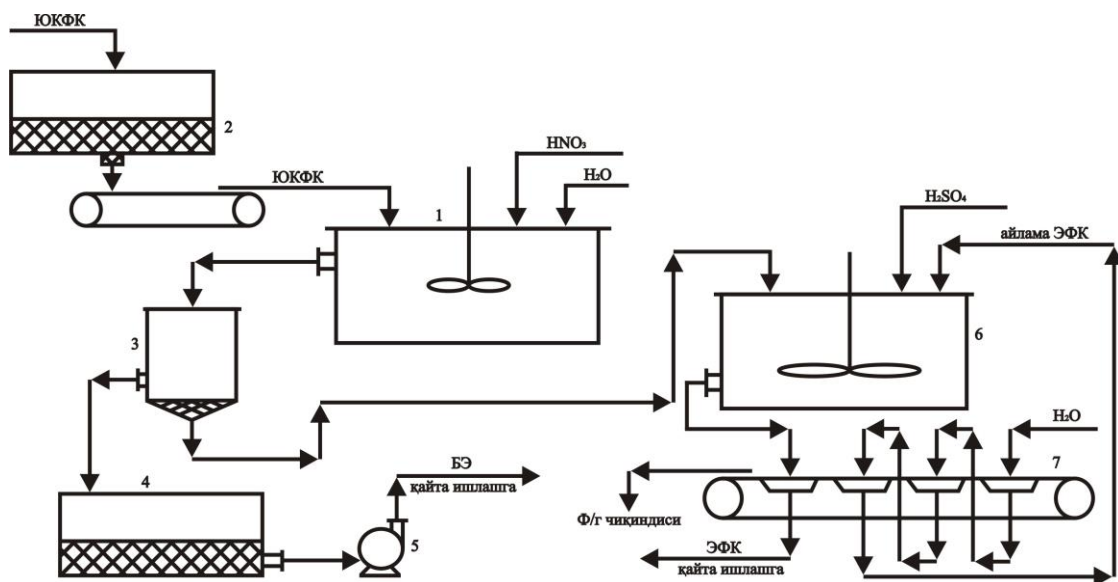 ЮКФК
2
ЮКФК
HNO₃
H₂O
1
H₂SO₄
айлама ЭФК
3
6
H₂O
4
БЭ
қайта ишлашга
7
5
Ф/г чиқиндиси
ЭФК
қайта ишлашга